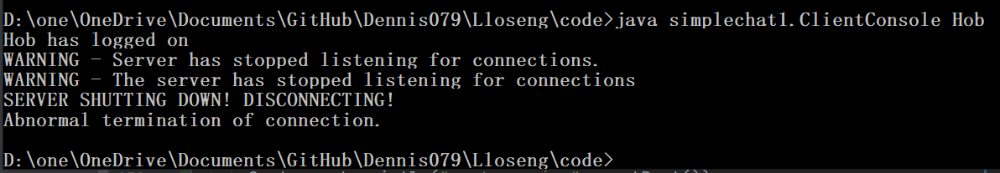 D:\one\OneDrive\Documents\GitHub\Dennis079\Lloseng\code>java simplechat1.ClientConsole Hob
Hob has logged on
WARNING - Server has stopped listening for connections.
WARNING - The server has stopped listening for connections
SERVER SHUTTING DOWN! DISCONNECTING!
Abnormal termination of connection.
D:\one\OneDrive\Documents\GitHub\Dennis079\Lloseng\code>